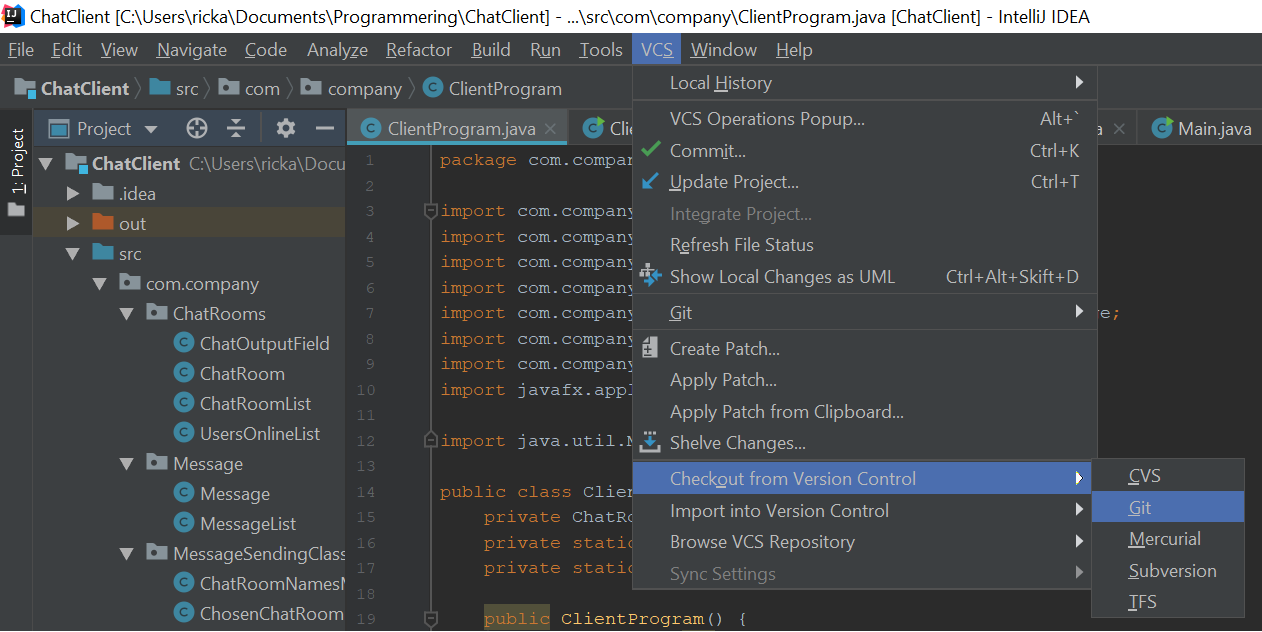 ChatClient [C:\Users\ricka\Documents\Programmering\ChatClient] - ...\src\com\company\ClientProgram.java [ChatClient] - IntelliJ IDEA
File Edit View Navigate Code Analyze Refactor Build Run Tools VCS Window Help
ChatClient src com company ClientProgram
Project
ClientProgram.java
Main.java
1: Project
ChatClient C:\Users\ricka\Docu
.idea
out
src
com.company
ChatRooms
ChatOutputField
ChatRoom
ChatRoomList
UsersOnlineList
Message
Message
MessageList
MessageSendingClass
ChatRoomNames
ChosenChatRoom
1 package com.compan
2
3 import com.company
4 import com.company
5 import com.company
6 import com.company
7 import com.company e;
8 import com.company
9 import com.company
10 import javafx.appl
11
12 import java.util.M
13
14 public class Clien
15 private ChatRo
16 private static
17 private static
18
19 public ClientProgram() {
Local History
VCS Operations Popup... Alt+`
Commit... Ctrl+K
Update Project... Ctrl+T
Integrate Project...
Refresh File Status
Show Local Changes as UML Ctrl+Alt+Skift+D
Git
Create Patch...
Apply Patch...
Apply Patch from Clipboard...
Shelve Changes...
Checkout from Version Control
Import into Version Control
Browse VCS Repository
Sync Settings
CVS
Git
Mercurial
Subversion
TFS